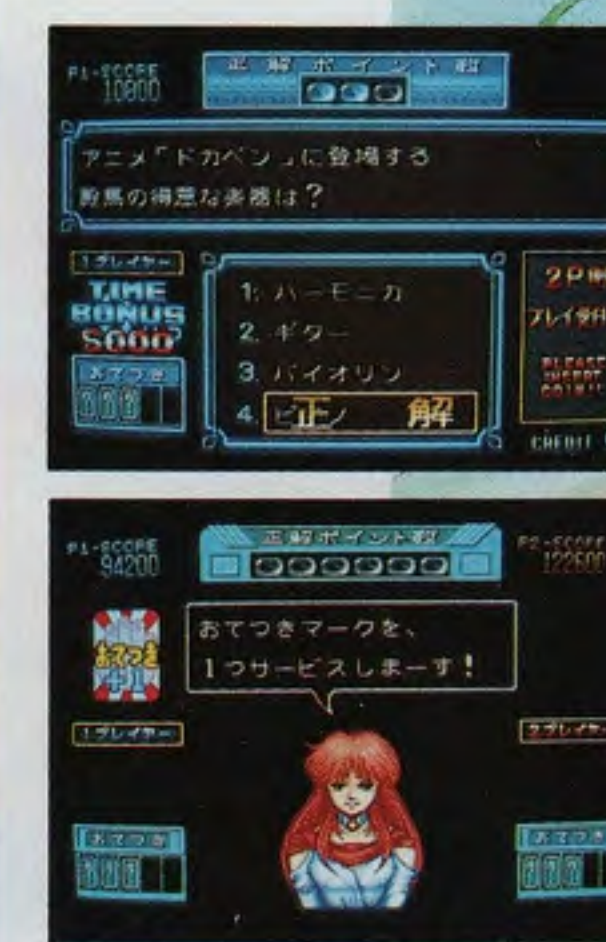 P1-SCORE
10800
正解ポイント数
アニメ「ドカベン」に登場する
殿馬の得意な楽器は？
1プレイヤー
TIME
BONUS
5000
おてつき
1: ハーモニカ
2. ギター
3. バイオリン
4. ピ正ノ 解
2P
プレイ受付
PLEASE
INSERT
COIN!!
CREDIT
P1-SCORE
94200
正解ポイント数
P2-SCORE
122600
おてつき
+1
おてつきマークを、
1つサービスしまーす！
1プレイヤー
2プレイヤー
おてつき
おてつき